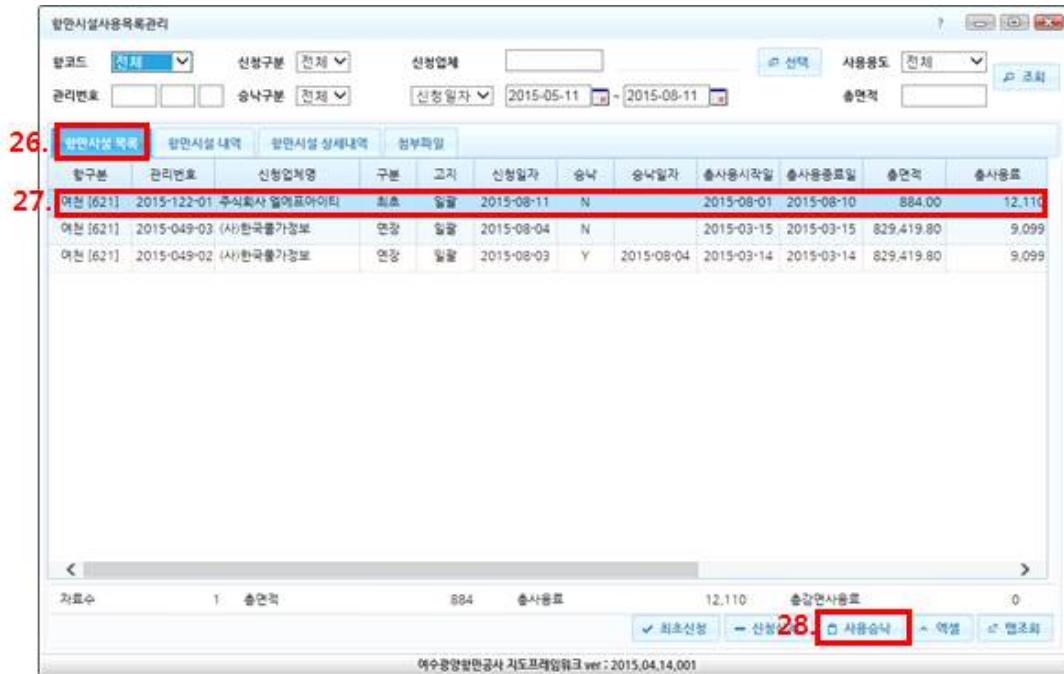 항만시설사용목록관리 ?
항코드 전체 신청구분 전체 신청업체 선택 사용용도 전체 조회
관리번호 승낙구분 전체 신청일자 2015-05-11 ~ 2015-08-11 총면적
26. 항만시설 목록 항만시설 내역 항만시설 상세내역 첨부파일
항구분 관리번호 신청업체명 구분 고지 신청일자 승낙 승낙일자 총사용시작일 총사용종료일 총면적 총사용료
27. 여천 [621] 2015-122-01 주식회사 엘에프아이티 최초 일괄 2015-08-11 N 2015-08-01 2015-08-10 884.00 12,110
여천 [621] 2015-049-03 (사)한국물가정보 연장 일괄 2015-08-04 N 2015-03-15 2015-03-15 829,419.80 9,099
여천 [621] 2015-049-02 (사)한국물가정보 연장 일괄 2015-08-03 Y 2015-08-04 2015-03-14 2015-03-14 829,419.80 9,099
자료수 1 총면적 884 총사용료 12,110 총감면사용료 0
최초신청 28. 사용승낙 엑셀 맵조회
여수광양항만공사 지도프레임워크 ver : 2015.04.14.001